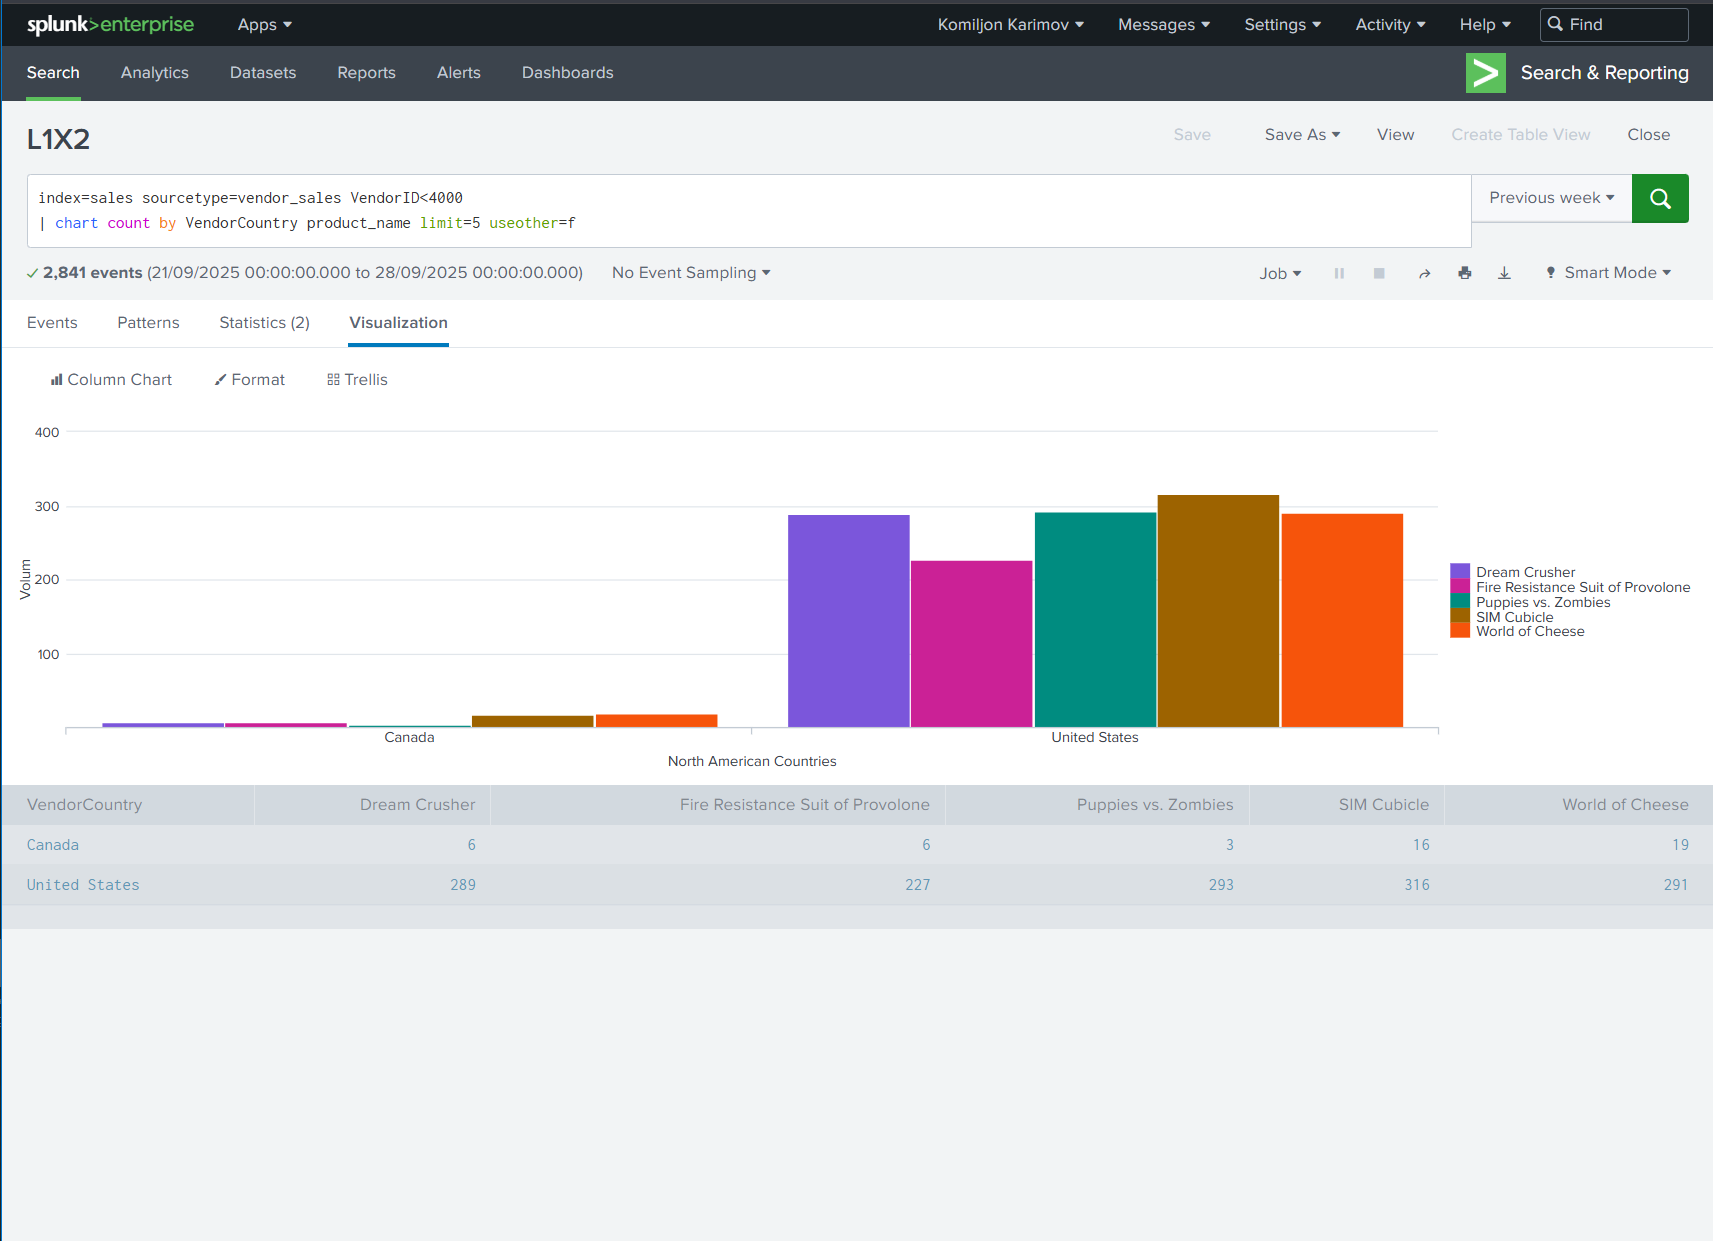 splunk>enterprise Apps Komiljon Karimov Messages Settings Activity Help Find
Search Analytics Datasets Reports Alerts Dashboards Search & Reporting
L1X2 Save Save As View Create Table View Close
index=sales sourcetype=vendor_sales VendorID<4000
| chart count by VendorCountry product_name limit=5 useother=f
Previous week
2,841 events (21/09/2025 00:00:00.000 to 28/09/2025 00:00:00.000) No Event Sampling Job Smart Mode
Events Patterns Statistics (2) Visualization
Column Chart Format Trellis
400
300
200
100
Volum
Canada United States
North American Countries
Dream Crusher
Fire Resistance Suit of Provolone
Puppies vs. Zombies
SIM Cubicle
World of Cheese
VendorCountry Dream Crusher Fire Resistance Suit of Provolone Puppies vs. Zombies SIM Cubicle World of Cheese
Canada 6 6 3 16 19
United States 289 227 293 316 291